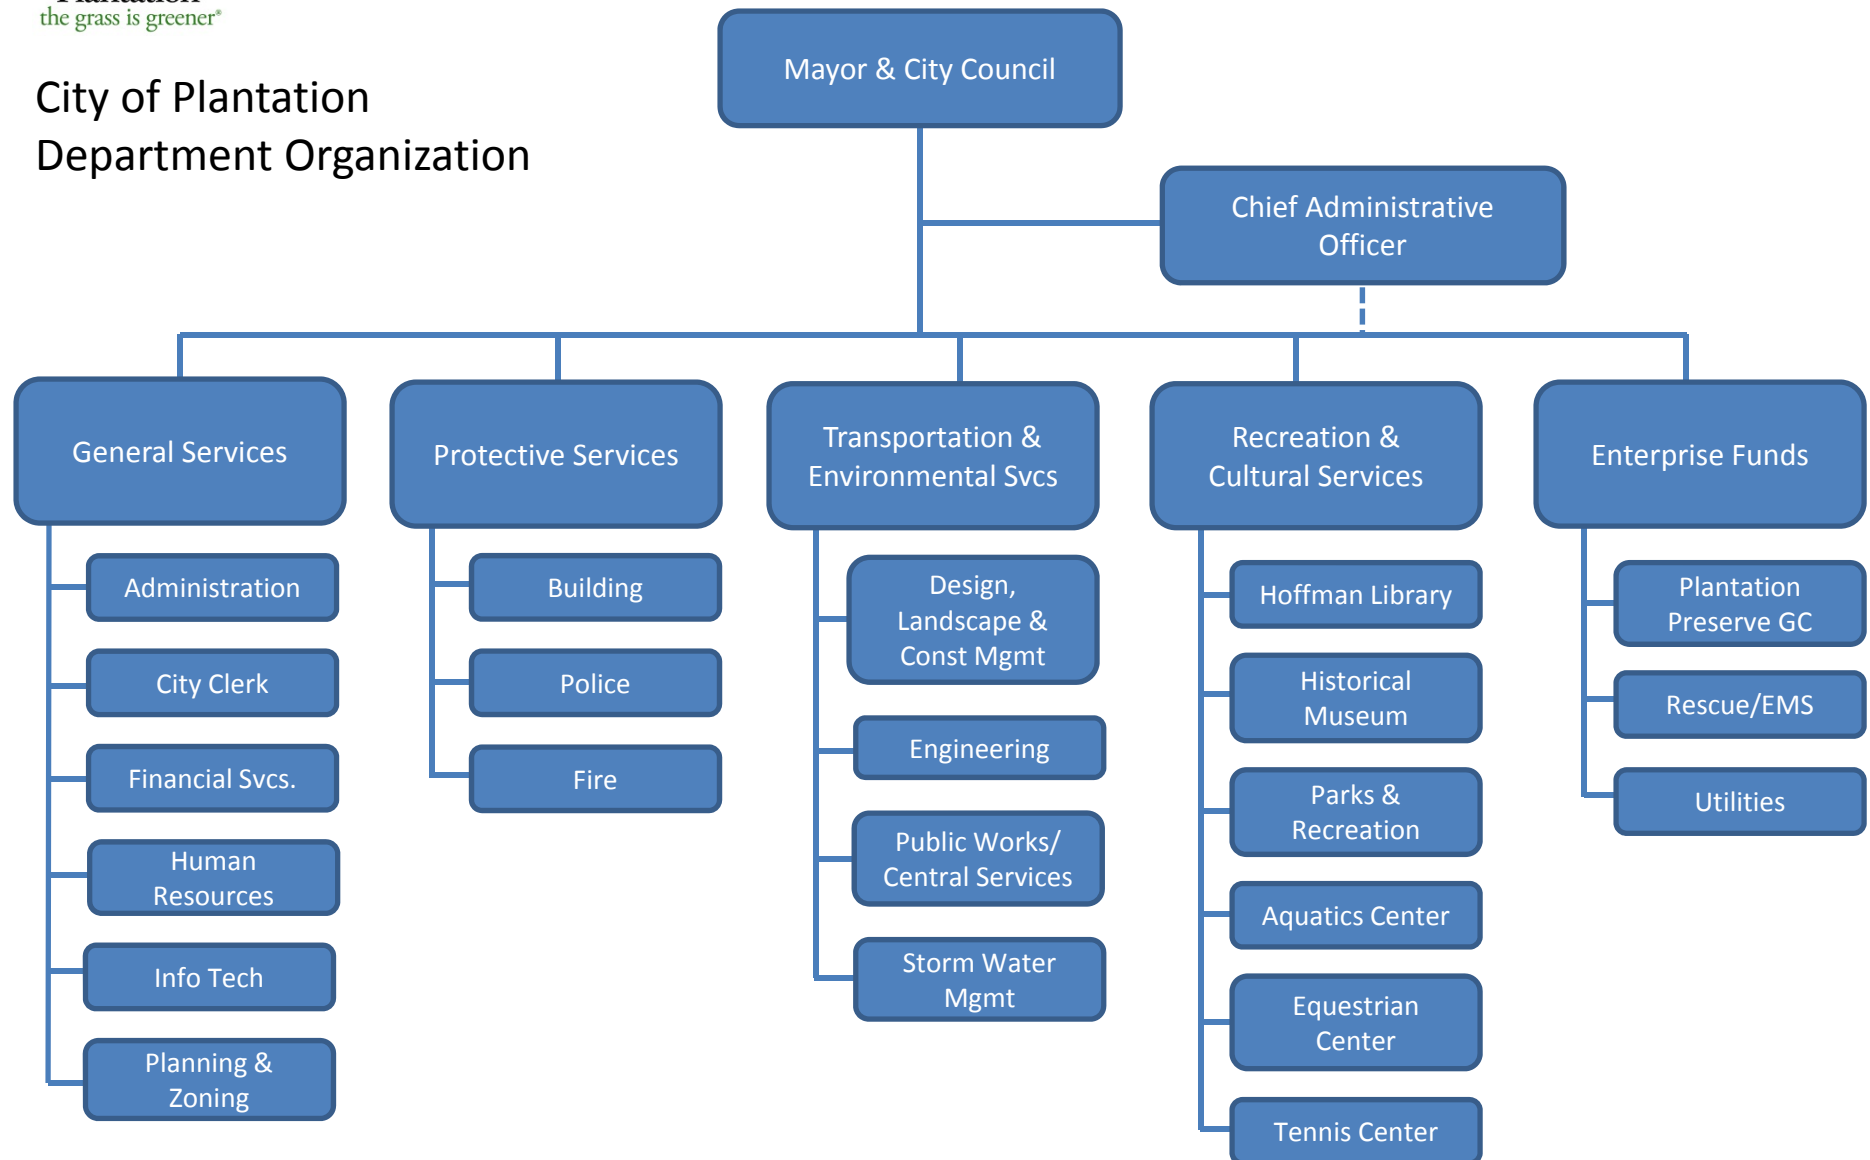 Plantation
the grass is greener®
City of Plantation
Department Organization
Mayor & City Council
Chief Administrative
Officer
General Services
Administration
City Clerk
Financial Svcs.
Human
Resources
Info Tech
Planning &
Zoning
Protective Services
Building
Police
Fire
Transportation &
Environmental Svcs
Design,
Landscape &
Const Mgmt
Engineering
Public Works/
Central Services
Storm Water
Mgmt
Recreation &
Cultural Services
Hoffman Library
Historical
Museum
Parks &
Recreation
Aquatics Center
Equestrian
Center
Tennis Center
Enterprise Funds
Plantation
Preserve GC
Rescue/EMS
Utilities